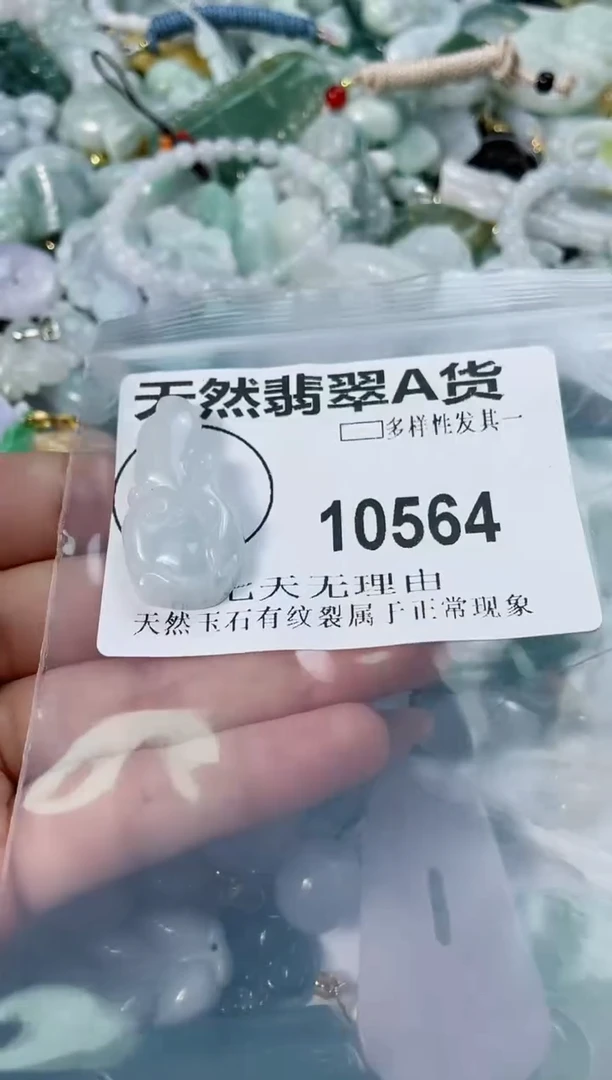 天然翡翠A货
多样性发其一
10564
七天无理由
天然玉石有纹裂属于正常现象